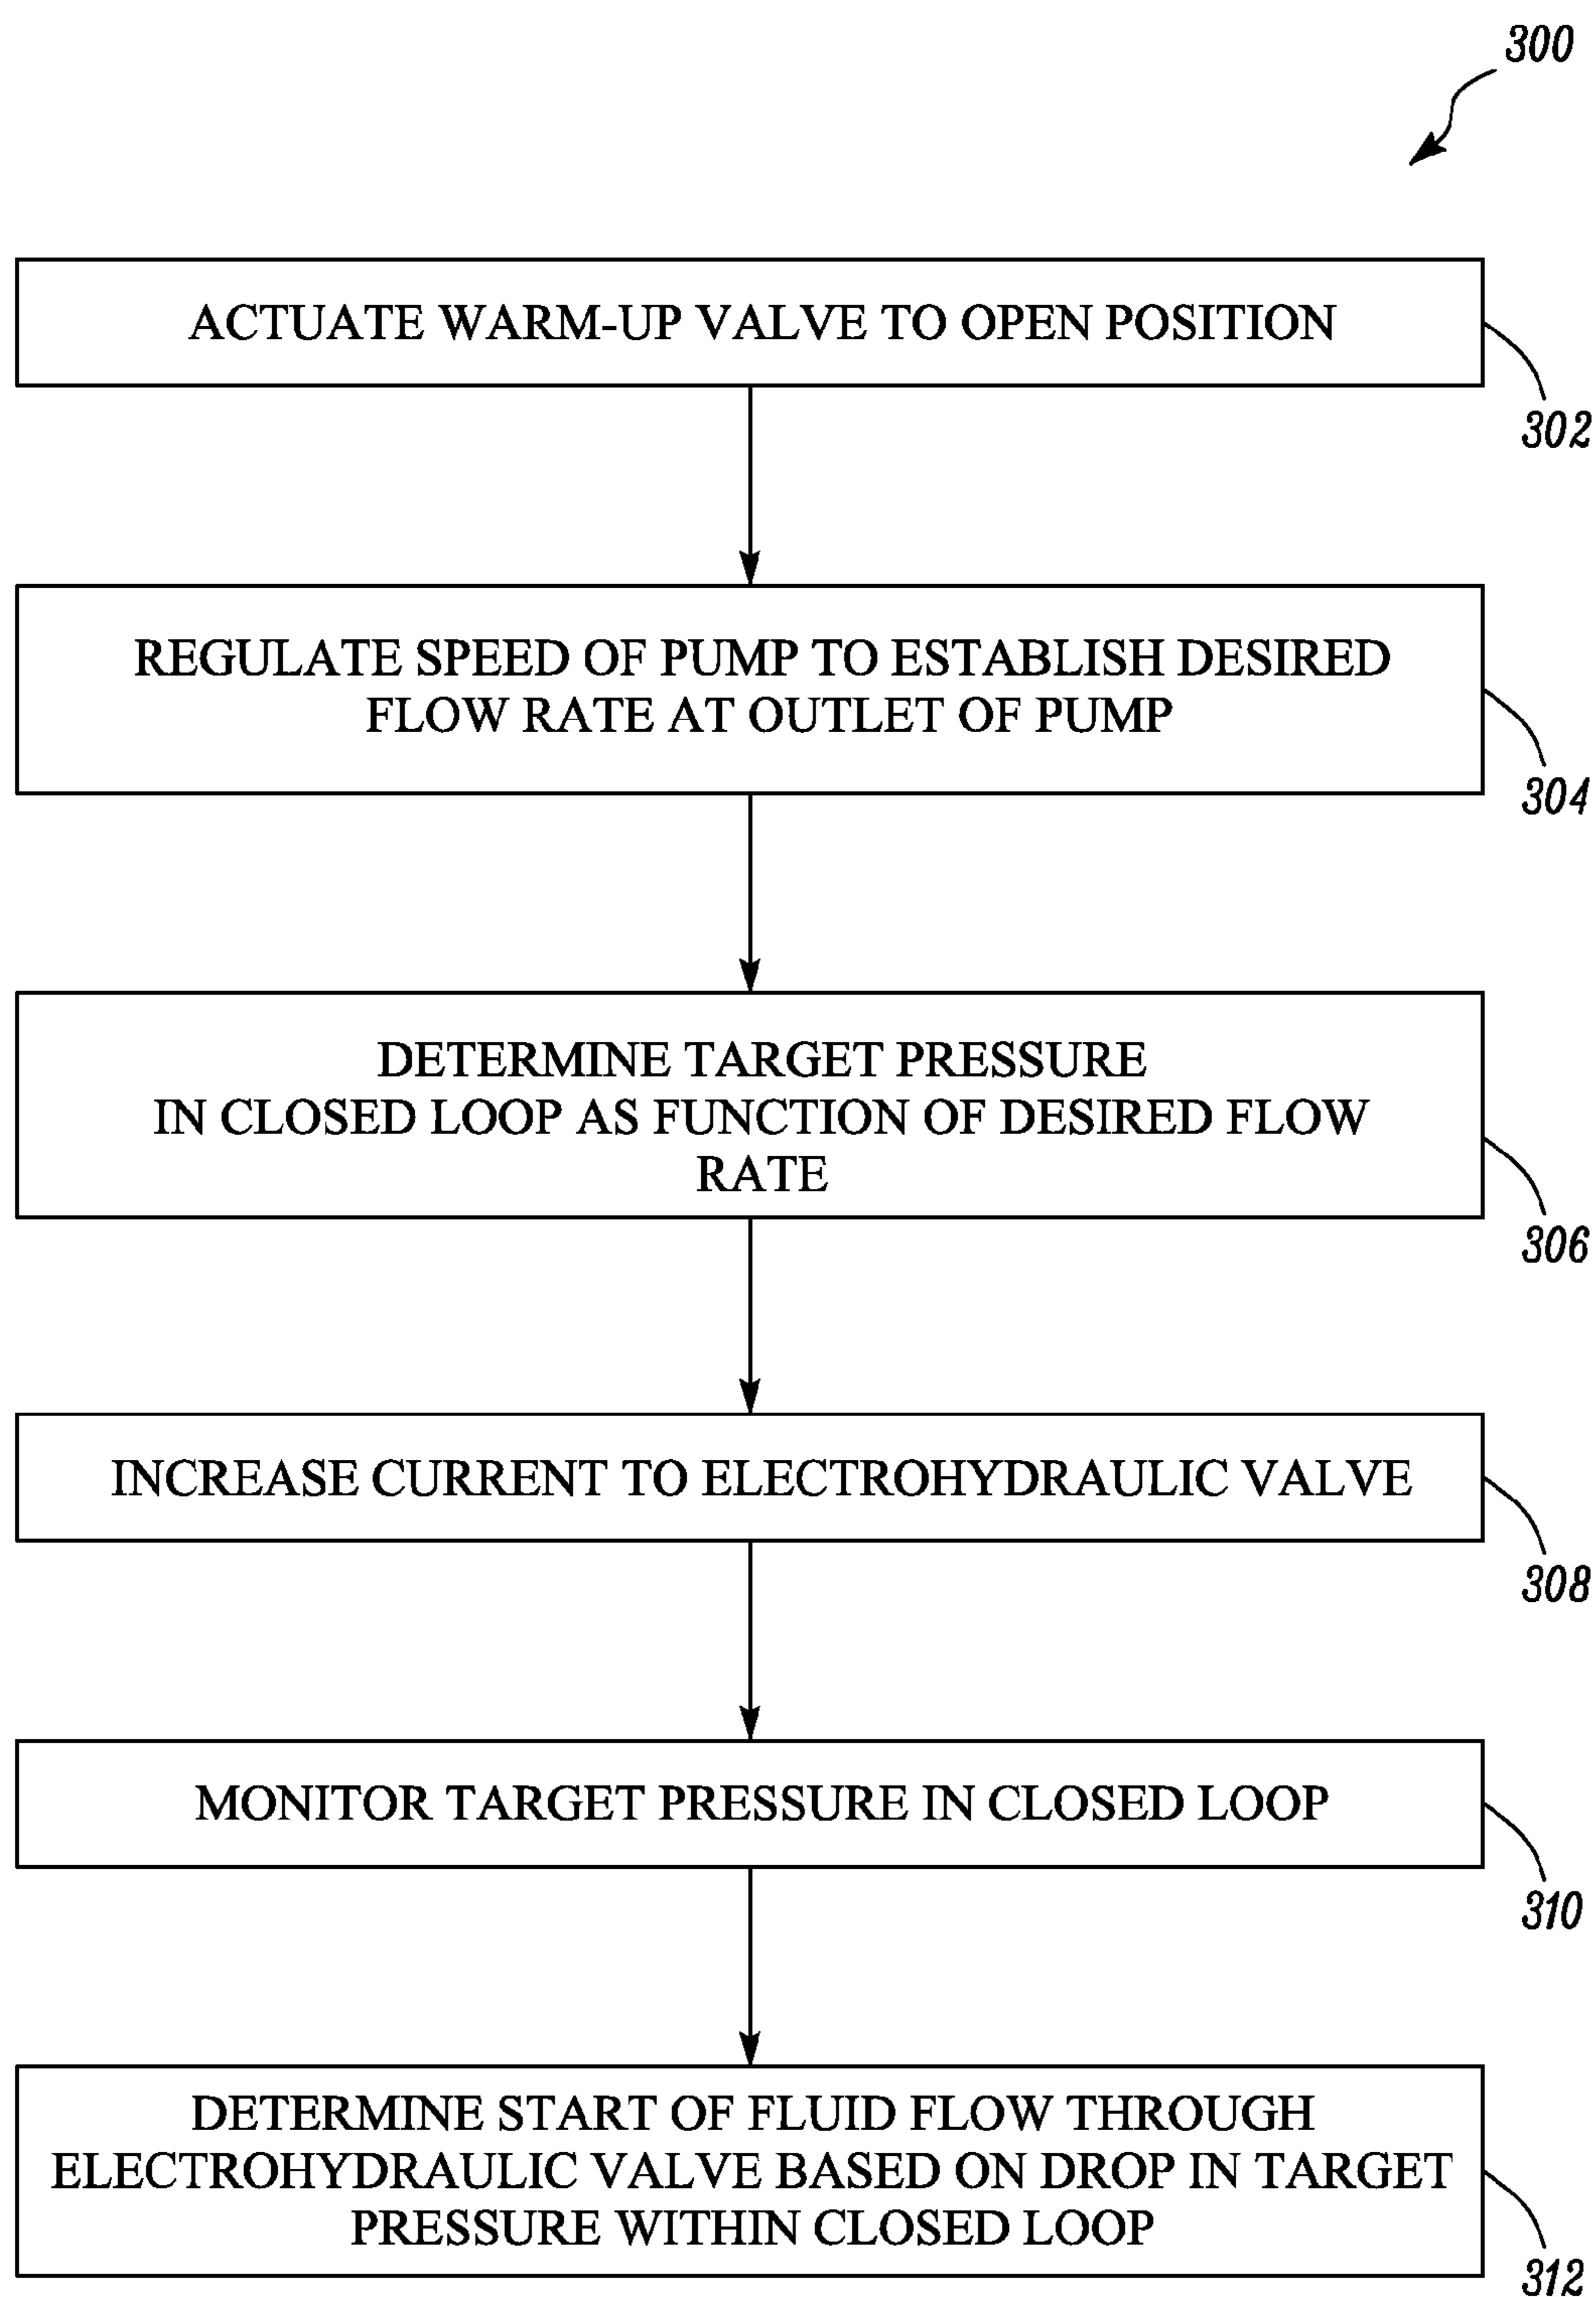 300
ACTUATE WARM-UP VALVE TO OPEN POSITION
302
REGULATE SPEED OF PUMP TO ESTABLISH DESIRED
FLOW RATE AT OUTLET OF PUMP
304
DETERMINE TARGET PRESSURE
IN CLOSED LOOP AS FUNCTION OF DESIRED FLOW
RATE
306
INCREASE CURRENT TO ELECTROHYDRAULIC VALVE
308
MONITOR TARGET PRESSURE IN CLOSED LOOP
310
DETERMINE START OF FLUID FLOW THROUGH
ELECTROHYDRAULIC VALVE BASED ON DROP IN TARGET
PRESSURE WITHIN CLOSED LOOP
312